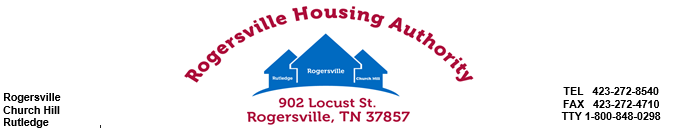 Rogersville Housing Authority
Rutledge
Rogersville
Church Hill
902 Locust St.
Rogersville, TN 37857
Rogersville
Church Hill
Rutledge
TEL 423-272-8540
FAX 423-272-4710
TTY 1-800-848-0298